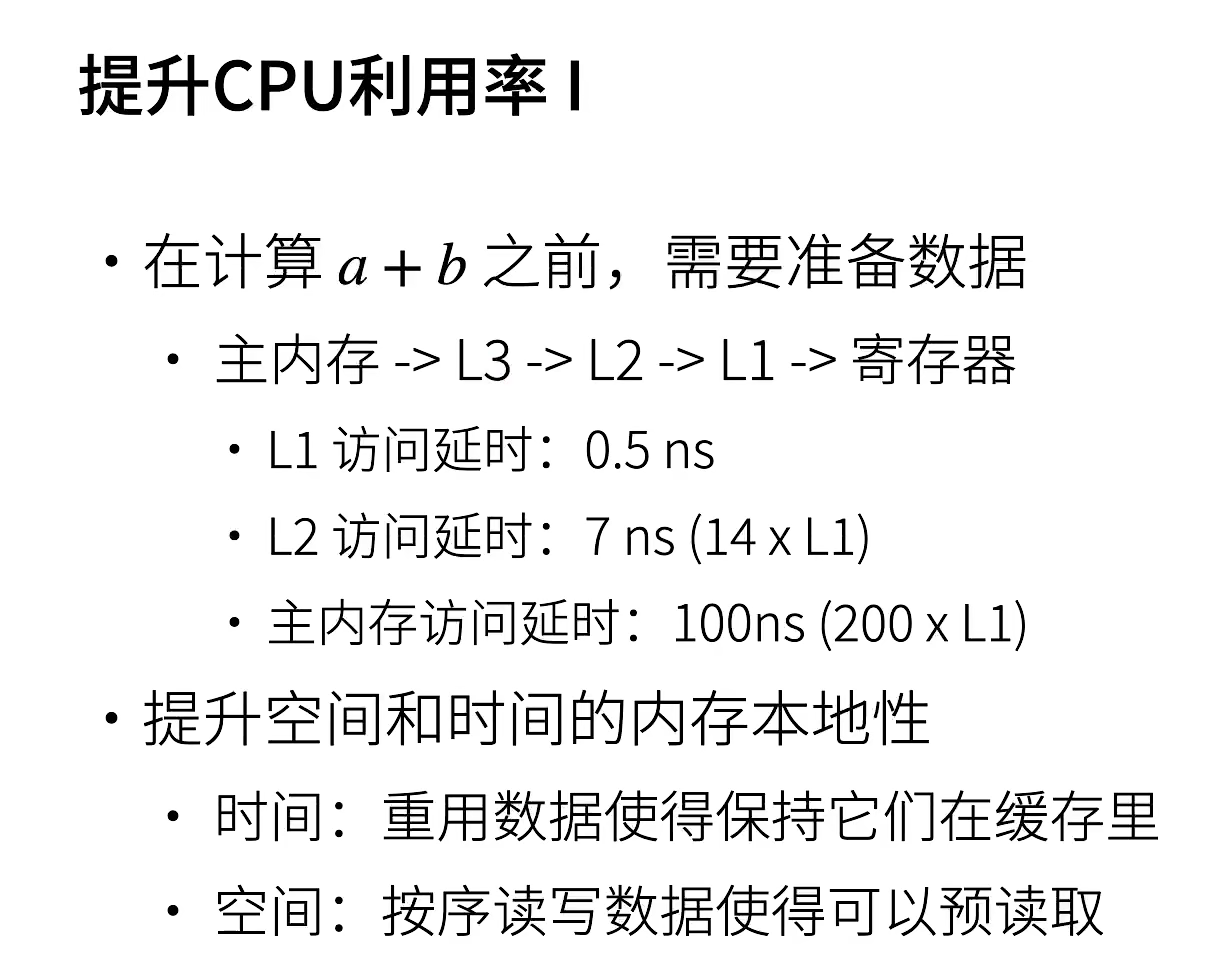 提升CPU利用率 I
• 在计算 a + b 之前，需要准备数据
• 主内存 -> L3 -> L2 -> L1 -> 寄存器
• L1 访问延时：0.5 ns
• L2 访问延时：7 ns (14 x L1)
• 主内存访问延时：100ns (200 x L1)
• 提升空间和时间的内存本地性
• 时间：重用数据使得保持它们在缓存里
• 空间：按序读写数据使得可以预读取